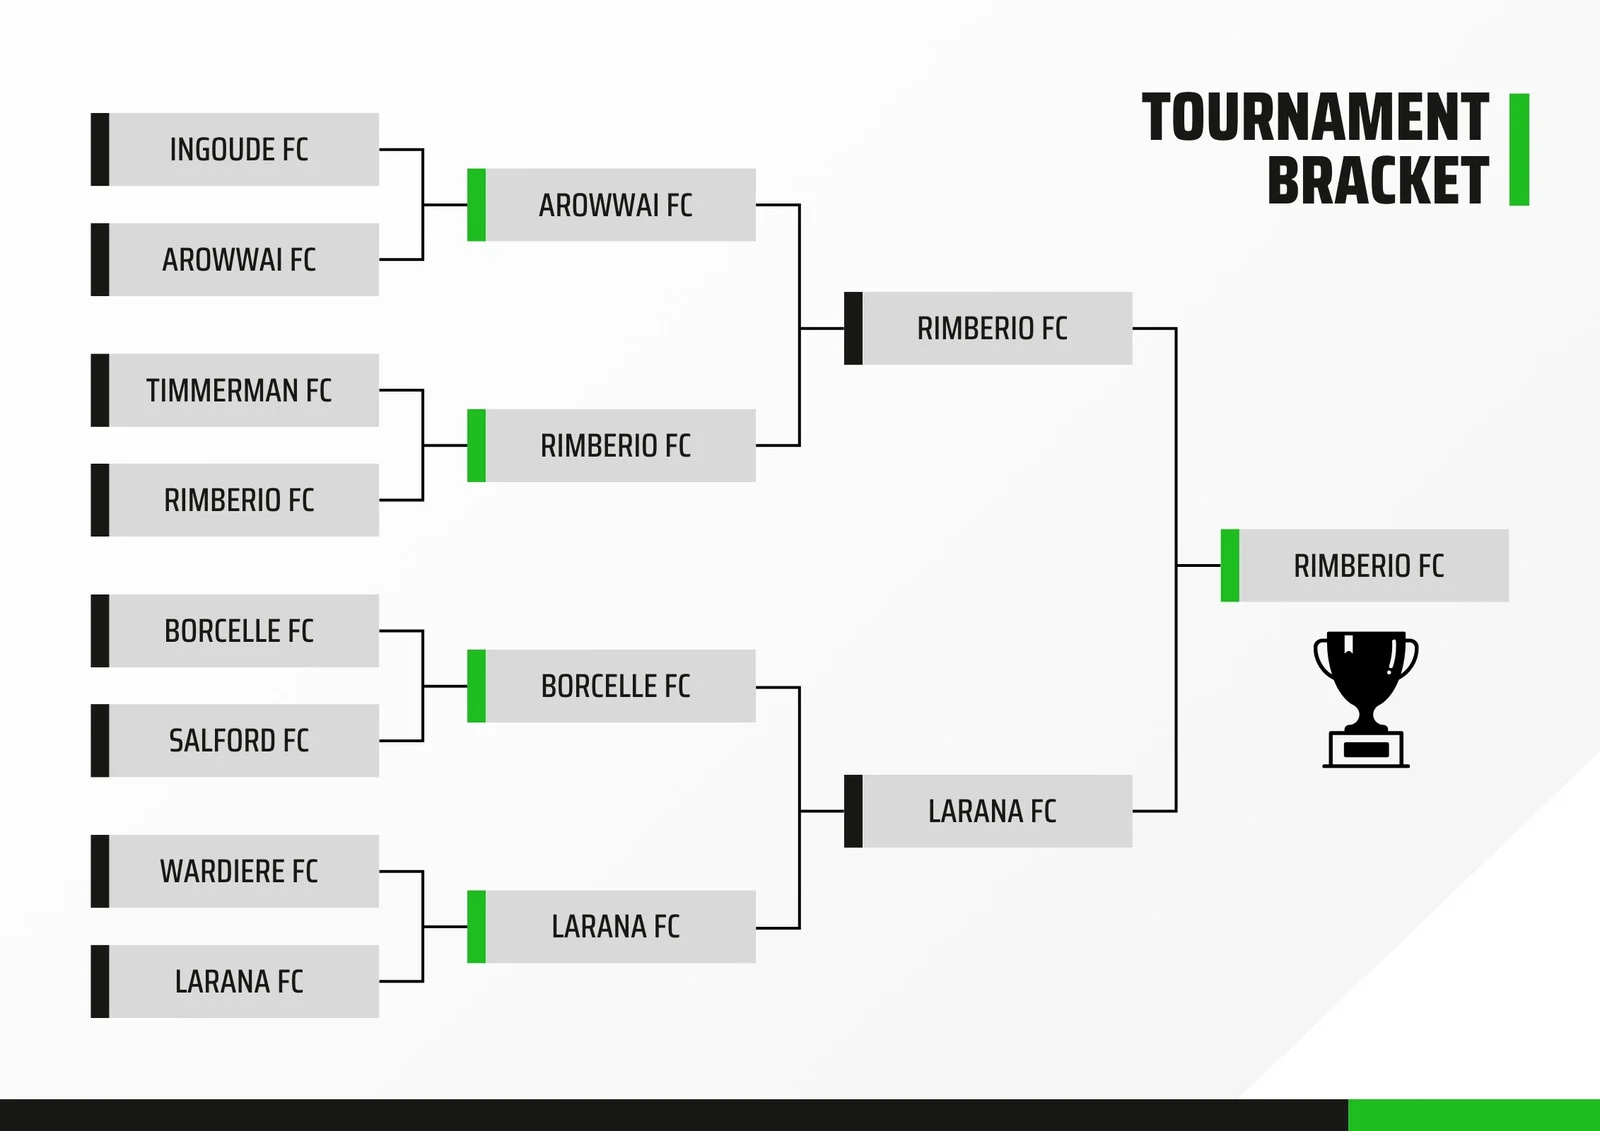 TOURNAMENT
BRACKET
INGOUDE FC
AROWWAI FC
TIMMERMAN FC
RIMBERIO FC
BORCELLE FC
SALFORD FC
WARDIERE FC
LARANA FC
AROWWAI FC
RIMBERIO FC
BORCELLE FC
LARANA FC
RIMBERIO FC
LARANA FC
RIMBERIO FC